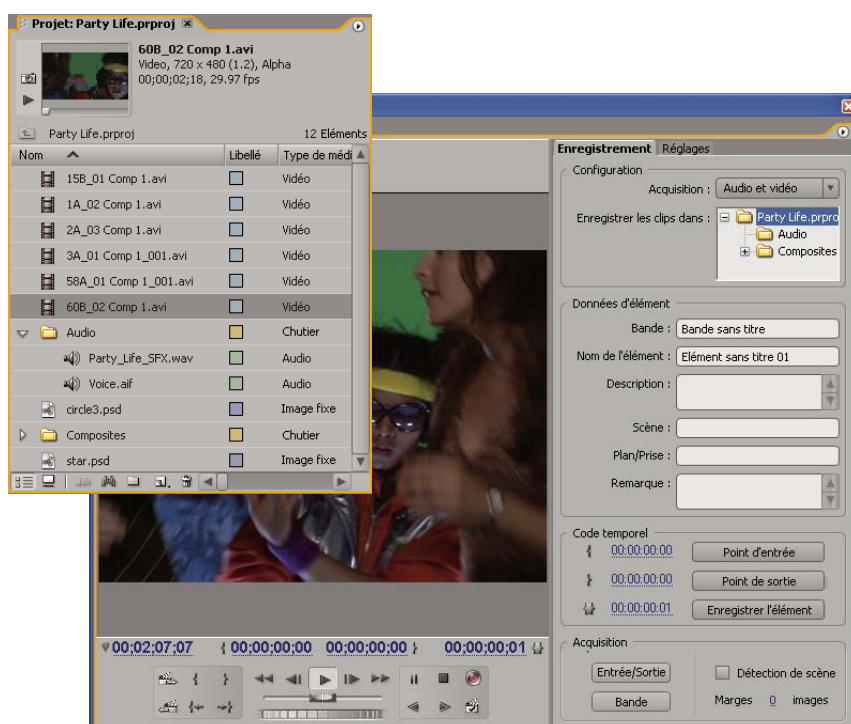 Projet: Party Life.prproj
60B_02 Comp 1.avi
Video, 720 x 480 (1.2), Alpha
00;00;02;18, 29.97 fps
Party Life.prproj 12 Eléments
Nom Libellé Type de médi
15B_01 Comp 1.avi Vidéo
1A_02 Comp 1.avi Vidéo
2A_03 Comp 1.avi Vidéo
3A_01 Comp 1_001.avi Vidéo
58A_01 Comp 1_001.avi Vidéo
60B_02 Comp 1.avi Vidéo
Audio Chutier
Party_Life_SFX.wav Audio
Voice.aif Audio
circle3.psd Image fixe
Composites Chutier
star.psd Image fixe
Enregistrement Réglages
Configuration
Acquisition : Audio et vidéo
Enregistrer les clips dans : Party Life.prpro
Audio
Composites
Données d'élément
Bande : Bande sans titre
Nom de l'élément : Elément sans titre 01
Description :
Scène :
Plan/Prise :
Remarque :
Code temporel
{ 00:00:00:00 Point d'entrée
} 00:00:00:00 Point de sortie
{} 00:00:00:01 Enregistrer l'élément
00;02;07;07 { 00;00;00;00 00;00;00;00 } 00;00;00;01 {}
Acquisition
Entrée/Sortie Détection de scène
Bande Marges 0 images